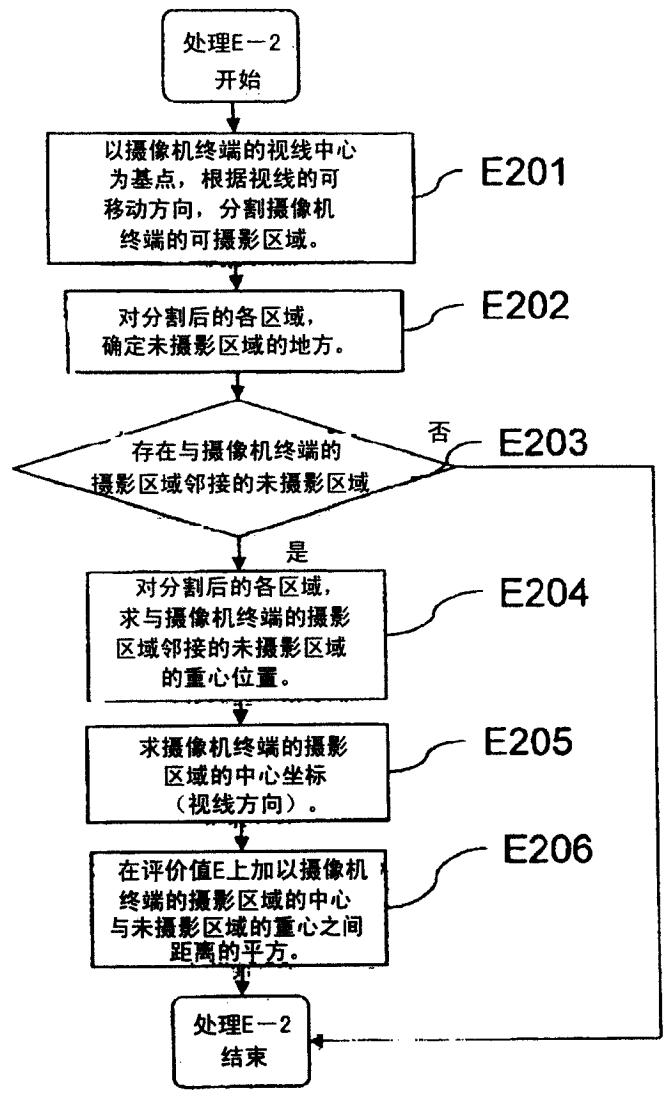 处理E－2
开始
以摄像机终端的视线中心
为基点，根据视线的可
移动方向，分割摄像机
终端的可摄影区域。
E201
对分割后的各区域，
确定未摄影区域的地方。
E202
否
存在与摄像机终端的
摄影区域邻接的未摄影区域
E203
是
对分割后的各区域，
求与摄像机终端的摄影
区域邻接的未摄影区域
的重心位置。
E204
求摄像机终端的摄影
区域的中心坐标
（视线方向）。
E205
在评价值E上加以摄像机
终端的摄影区域的中心
与未摄影区域的重心之间
距离的平方。
E206
处理E－2
结束